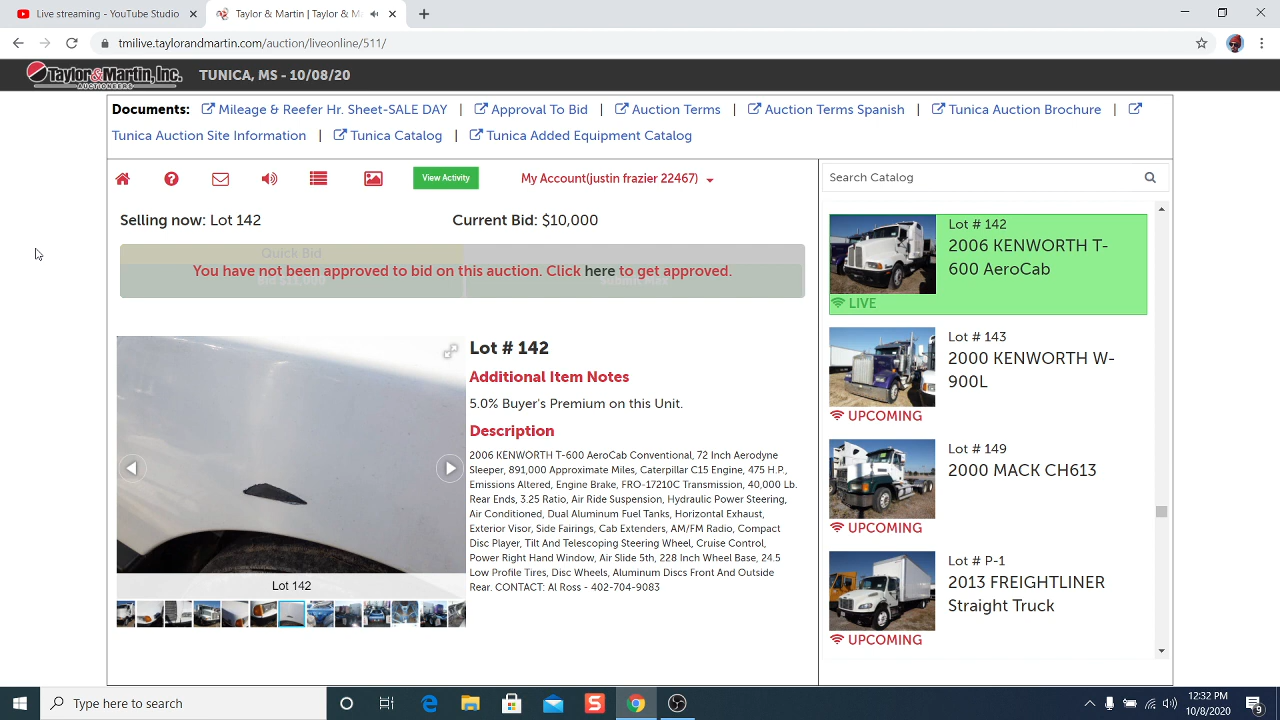 Live streaming - YouTube Studio
Taylor & Martin | Taylor & M
tmlive.taylorandmartin.com/auction/liveonline/511/
Taylor&Martin, Inc.
AUCTIONEERS
TUNICA, MS - 10/08/20
Documents: Mileage & Reefer Hr. Sheet-SALE DAY | Approval To Bid | Auction Terms | Auction Terms Spanish | Tunica Auction Brochure |
Tunica Auction Site Information | Tunica Catalog | Tunica Added Equipment Catalog
View Activity
My Account(justin frazier 22467)
Selling now: Lot 142
Current Bid: $10,000
Quick Bid
You have not been approved to bid on this auction. Click here to get approved.
Lot # 142
Additional Item Notes
5.0% Buyer's Premium on this Unit.
Description
2006 KENWORTH T-600 AeroCab Conventional, 72 Inch Aerodyne
Sleeper, 891,000 Approximate Miles, Caterpillar C15 Engine, 475 H.P.,
Emissions Altered, Engine Brake, FRO-17210C Transmission, 40,000 Lb.
Rear Ends, 3.25 Ratio, Air Ride Suspension, Hydraulic Power Steering,
Air Conditioned, Dual Aluminum Fuel Tanks, Horizontal Exhaust,
Exterior Visor, Side Fairings, Cab Extenders, AM/FM Radio, Compact
Disc Player, Tilt And Telescoping Steering Wheel, Cruise Control,
Power Right Hand Window, Air Slide 5th, 228 Inch Wheel Base, 24.5
Low Profile Tires, Disc Wheels, Aluminum Discs Front And Outside
Rear. CONTACT: Al Ross - 402-704-9083
Lot 142
Search Catalog
Lot # 142
2006 KENWORTH T-
600 AeroCab
LIVE
Lot # 143
2000 KENWORTH W-
900L
UPCOMING
Lot # 149
2000 MACK CH613
UPCOMING
Lot # P-1
2013 FREIGHTLINER
Straight Truck
UPCOMING
Type here to search
12:32 PM
10/8/2020
9